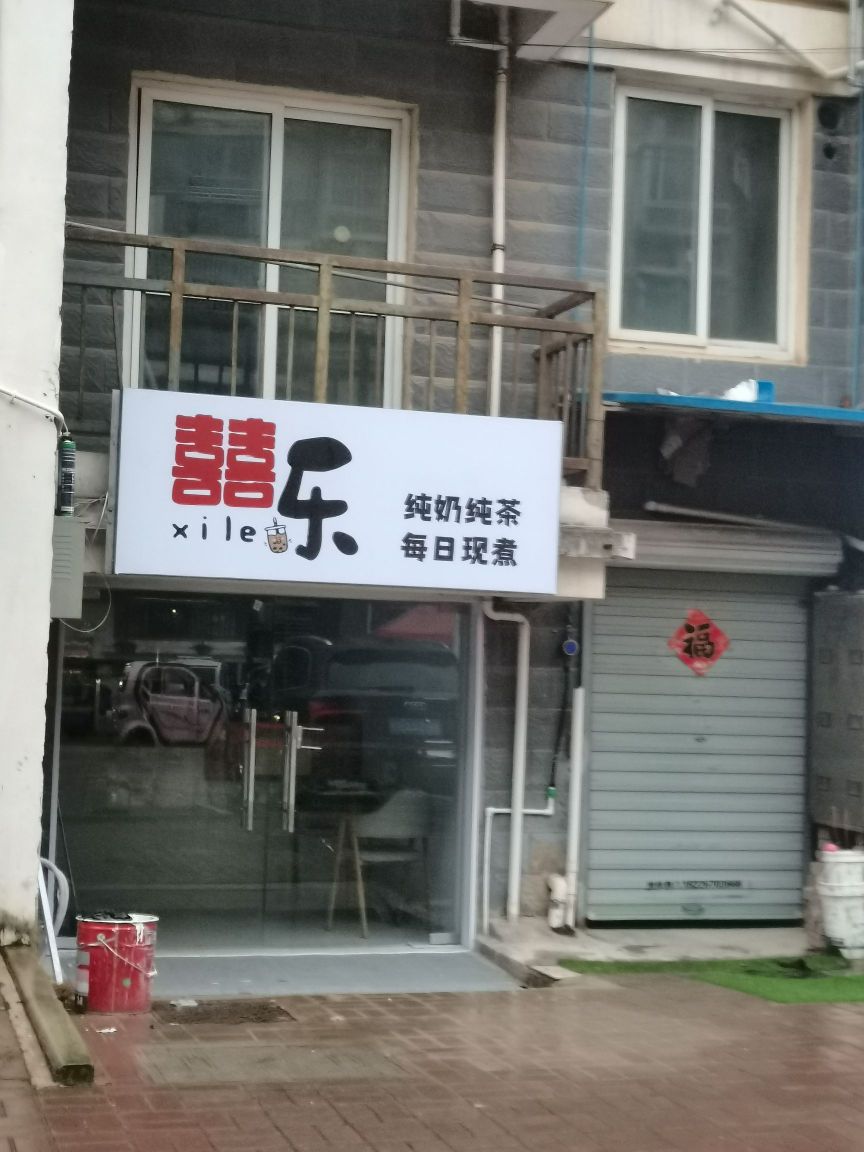 囍乐
xile
纯奶纯茶
每日现煮
福